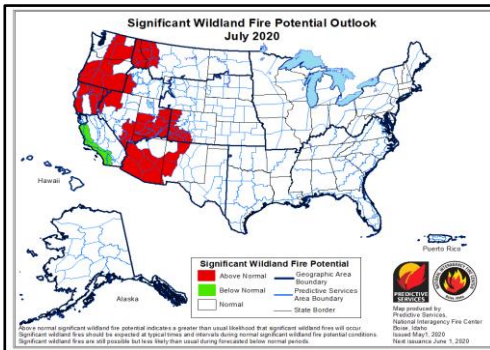 Significant Wildland Fire Potential Outlook
July 2020
Hawaii
Puerto Rico
Alaska
Significant Wildland Fire Potential
Above Normal
Below Normal
Normal
Geographic Area
Boundary
Predictive Services
Area Boundary
State Border
PREDICTIVE
SERVICES
Map produced by
Predictive Services,
National Interagency Fire Center
Boise, Idaho
Issued May1, 2020
Next issuance June 1, 2020
Above normal significant wildland fire potential indicates a greater than usual likelihood that significant wildland fires will occur.
Significant wildland fires should be expected at typical times and intervals during normal significant wildland fire potential conditions.
Significant wildland fires are still possible but less likely than usual during forecasted below normal periods.